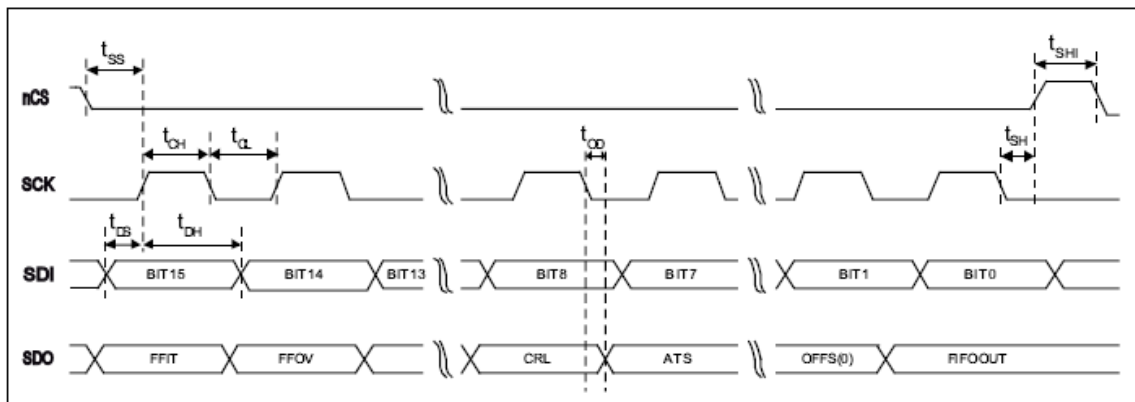 tSS
tSHI
nCS
tCH tCL tOD tSH
SCK
tDS tDH
SDI BIT15 BIT14 BIT13 BIT8 BIT7 BIT1 BIT0
SDO FFIT FFOV CRL ATS OFFS(0) FIFOOUT